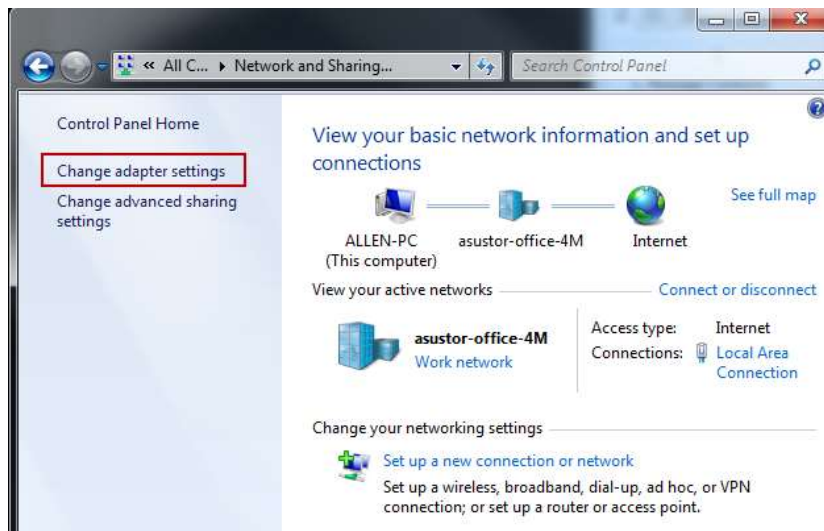 « All C... ▸ Network and Sharing...
Search Control Panel
Control Panel Home
Change adapter settings
Change advanced sharing
settings
View your basic network information and set up
connections
See full map
ALLEN-PC
(This computer)
asustor-office-4M
Internet
View your active networks
Connect or disconnect
asustor-office-4M
Work network
Access type: Internet
Connections: Local Area
Connection
Change your networking settings
Set up a new connection or network
Set up a wireless, broadband, dial-up, ad hoc, or VPN
connection; or set up a router or access point.